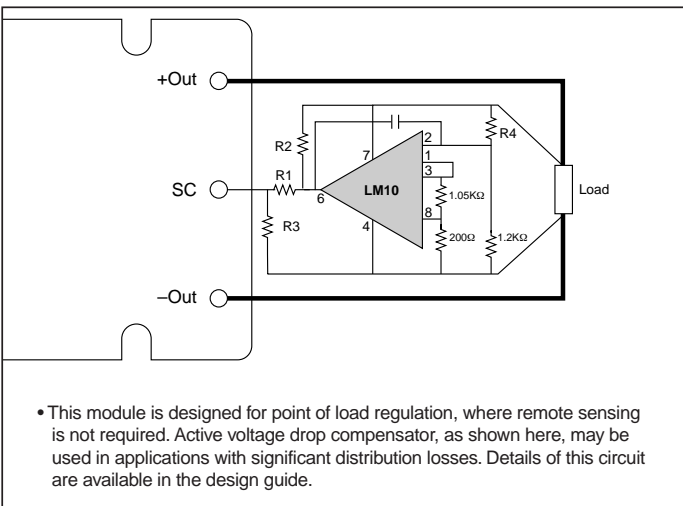 +Out
R2
R4
2
7
1
R1
3
SC
LM10
Load
6
1.05KΩ
R3
4
8
200Ω
1.2KΩ
–Out
• This module is designed for point of load regulation, where remote sensing
is not required. Active voltage drop compensator, as shown here, may be
used in applications with significant distribution losses. Details of this circuit
are available in the design guide.